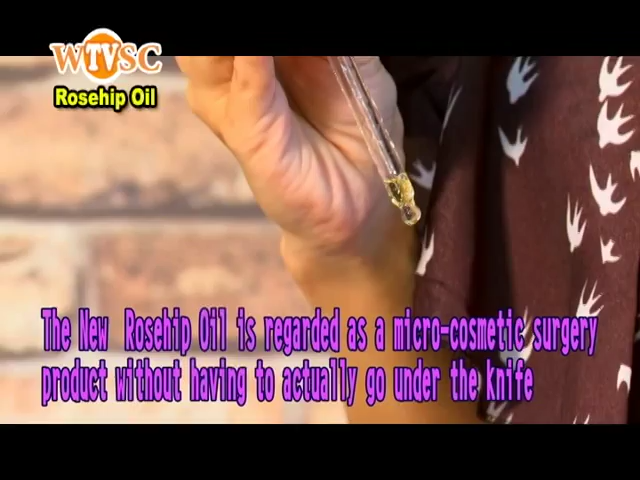 WTVSC
Rosehip Oil
The New Rosehip Oil is regarded as a micro-cosmetic surgery
product without having to actually go under the knife